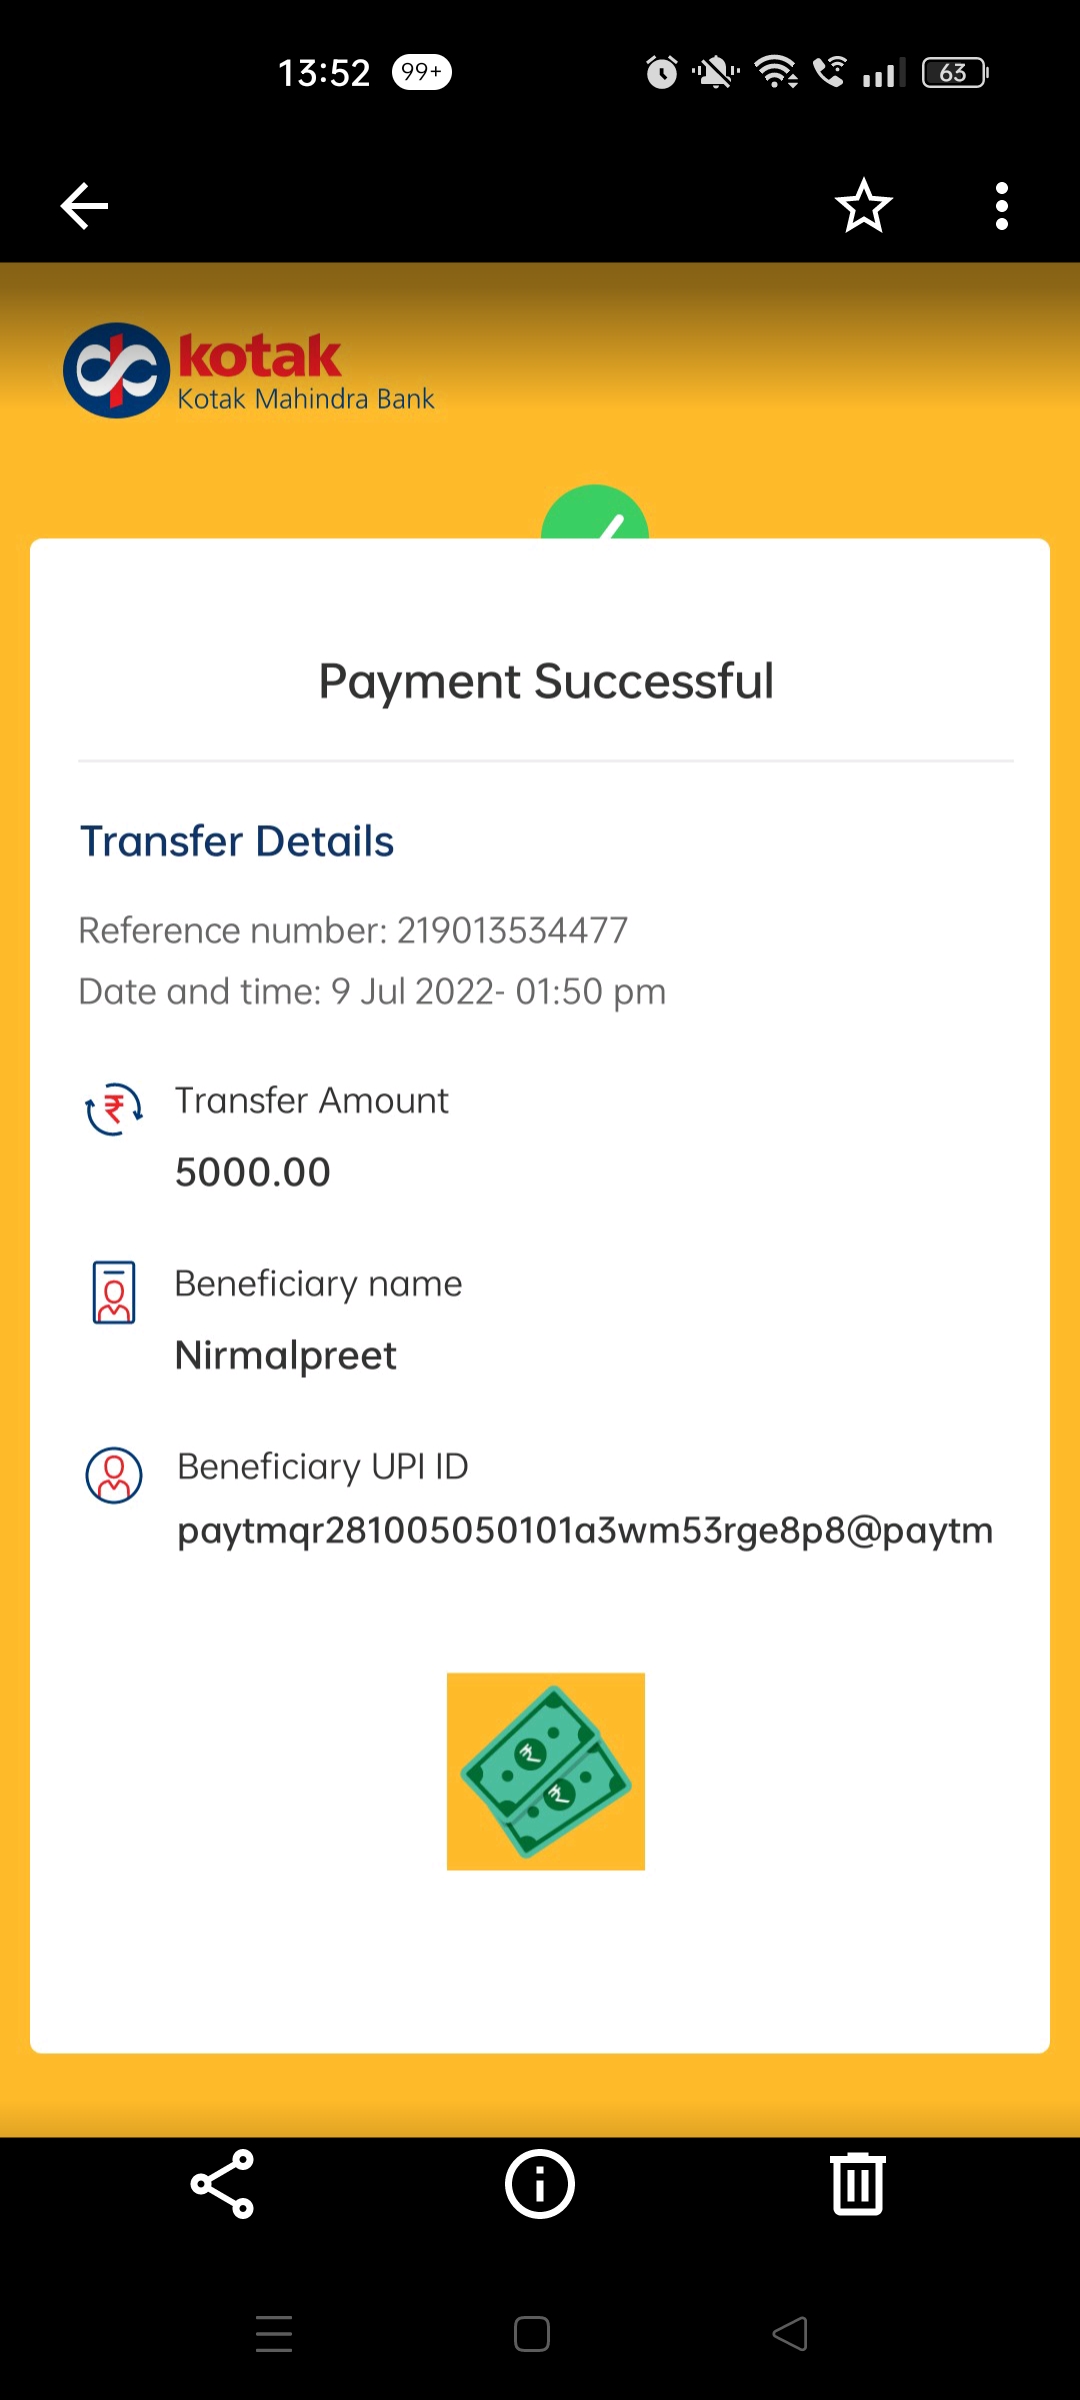 13:52 99+ 63
kotak
Kotak Mahindra Bank
Payment Successful
Transfer Details
Reference number: 219013534477
Date and time: 9 Jul 2022- 01:50 pm
₹ Transfer Amount
5000.00
Beneficiary name
Nirmalpreet
Beneficiary UPI ID
paytmqr281005050101a3wm53rge8p8@paytm
₹
₹